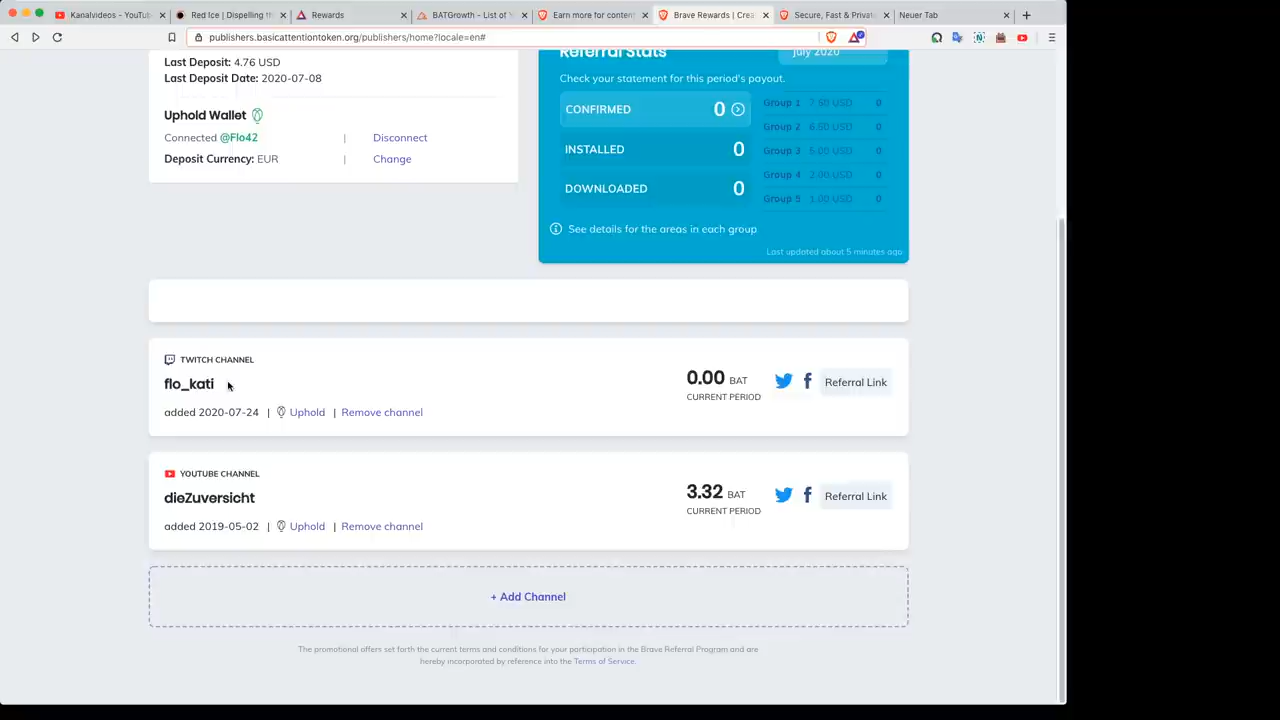 Kanalvideos - YouTub
Red Ice | Dispelling th
Rewards
BATGrowth - List of
Earn more for content
Brave Rewards | Crea
Secure, Fast & Privat
Neuer Tab
publishers.basicattentiontoken.org/publishers/home?locale=en#
Last Deposit: 4.76 USD
Last Deposit Date: 2020-07-08
Uphold Wallet
Connected @Flo42 | Disconnect
Deposit Currency: EUR | Change
Referral Stats
July 2020
Check your statement for this period's payout.
CONFIRMED 0
INSTALLED 0
DOWNLOADED 0
Group 1 7.50 USD 0
Group 2 6.50 USD 0
Group 3 5.00 USD 0
Group 4 2.00 USD 0
Group 5 1.00 USD 0
See details for the areas in each group
Last updated about 5 minutes ago
TWITCH CHANNEL
flo_kati
added 2020-07-24 | Uphold | Remove channel
0.00 BAT
CURRENT PERIOD
Referral Link
YOUTUBE CHANNEL
dieZuversicht
added 2019-05-02 | Uphold | Remove channel
3.32 BAT
CURRENT PERIOD
Referral Link
+ Add Channel
The promotional offers set forth the current terms and conditions for your participation in the Brave Referral Program and are
hereby incorporated by reference into the Terms of Service.